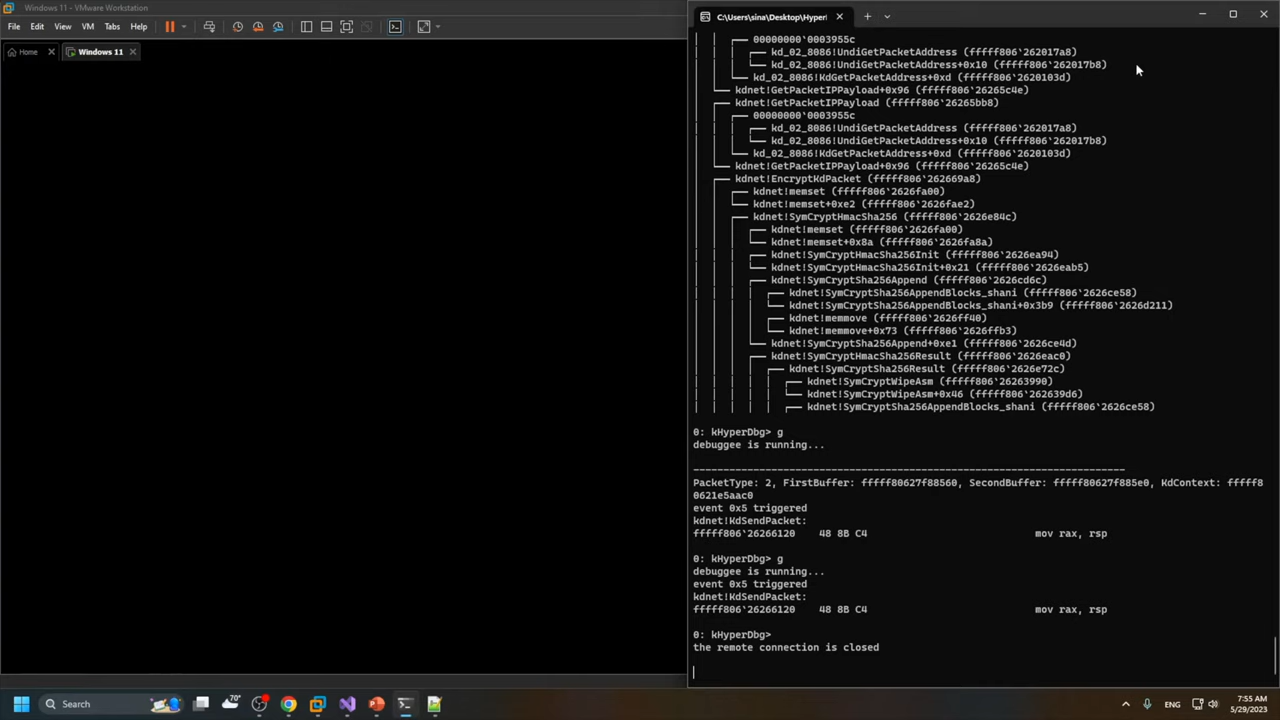 Windows 11 - VMware Workstation
File Edit View VM Tabs Help
Home Windows 11
C:\Users\sina\Desktop\Hyperl
│ │ ┌── 00000000`0003955c
│ │ │ ┌── kd_02_8086!UndiGetPacketAddress (fffff806`262017a8)
│ │ │ └── kd_02_8086!UndiGetPacketAddress+0x10 (fffff806`262017b8)
│ │ └── kd_02_8086!KdGetPacketAddress+0xd (fffff806`2620103d)
│ └── kdnet!GetPacketIPPayload+0x96 (fffff806`26265c4e)
│ ┌── kdnet!GetPacketIPPayload (fffff806`26265bb8)
│ │ ┌── 00000000`0003955c
│ │ │ ┌── kd_02_8086!UndiGetPacketAddress (fffff806`262017a8)
│ │ │ └── kd_02_8086!UndiGetPacketAddress+0x10 (fffff806`262017b8)
│ │ └── kd_02_8086!KdGetPacketAddress+0xd (fffff806`2620103d)
│ └── kdnet!GetPacketIPPayload+0x96 (fffff806`26265c4e)
│ ┌── kdnet!EncryptKdPacket (fffff806`262669a8)
│ │ ┌── kdnet!memset (fffff806`2626fa00)
│ │ └── kdnet!memset+0xe2 (fffff806`2626fae2)
│ │ ┌── kdnet!SymCryptHmacSha256 (fffff806`2626e84c)
│ │ │ ┌── kdnet!memset (fffff806`2626fa00)
│ │ │ └── kdnet!memset+0x8a (fffff806`2626fa8a)
│ │ │ ┌── kdnet!SymCryptHmacSha256Init (fffff806`2626ea94)
│ │ │ └── kdnet!SymCryptHmacSha256Init+0x21 (fffff806`2626eab5)
│ │ │ ┌── kdnet!SymCryptSha256Append (fffff806`2626cd6c)
│ │ │ │ ┌── kdnet!SymCryptSha256AppendBlocks_shani (fffff806`2626ce58)
│ │ │ │ └── kdnet!SymCryptSha256AppendBlocks_shani+0x3b9 (fffff806`2626d211)
│ │ │ │ ┌── kdnet!memmove (fffff806`2626ff40)
│ │ │ │ └── kdnet!memmove+0x73 (fffff806`2626ffb3)
│ │ │ └── kdnet!SymCryptSha256Append+0xe1 (fffff806`2626ce4d)
│ │ │ ┌── kdnet!SymCryptHmacSha256Result (fffff806`2626eac0)
│ │ │ │ ┌── kdnet!SymCryptSha256Result (fffff806`2626e72c)
│ │ │ │ │ ┌── kdnet!SymCryptWipeAsm (fffff806`26263990)
│ │ │ │ │ └── kdnet!SymCryptWipeAsm+0x46 (fffff806`262639d6)
│ │ │ │ │ ┌── kdnet!SymCryptSha256AppendBlocks_shani (fffff806`2626ce58)
0: kHyperDbg> g
debuggee is running...
------------------------------------------------------------------------
PacketType: 2, FirstBuffer: fffff80627f88560, SecondBuffer: fffff80627f885e0, KdContext: fffff8
0621e5aac0
event 0x5 triggered
kdnet!KdSendPacket:
fffff806`26266120 48 8B C4 mov rax, rsp
0: kHyperDbg> g
debuggee is running...
event 0x5 triggered
kdnet!KdSendPacket:
fffff806`26266120 48 8B C4 mov rax, rsp
0: kHyperDbg>
the remote connection is closed
Search
70°
ENG
7:55 AM
5/29/2023